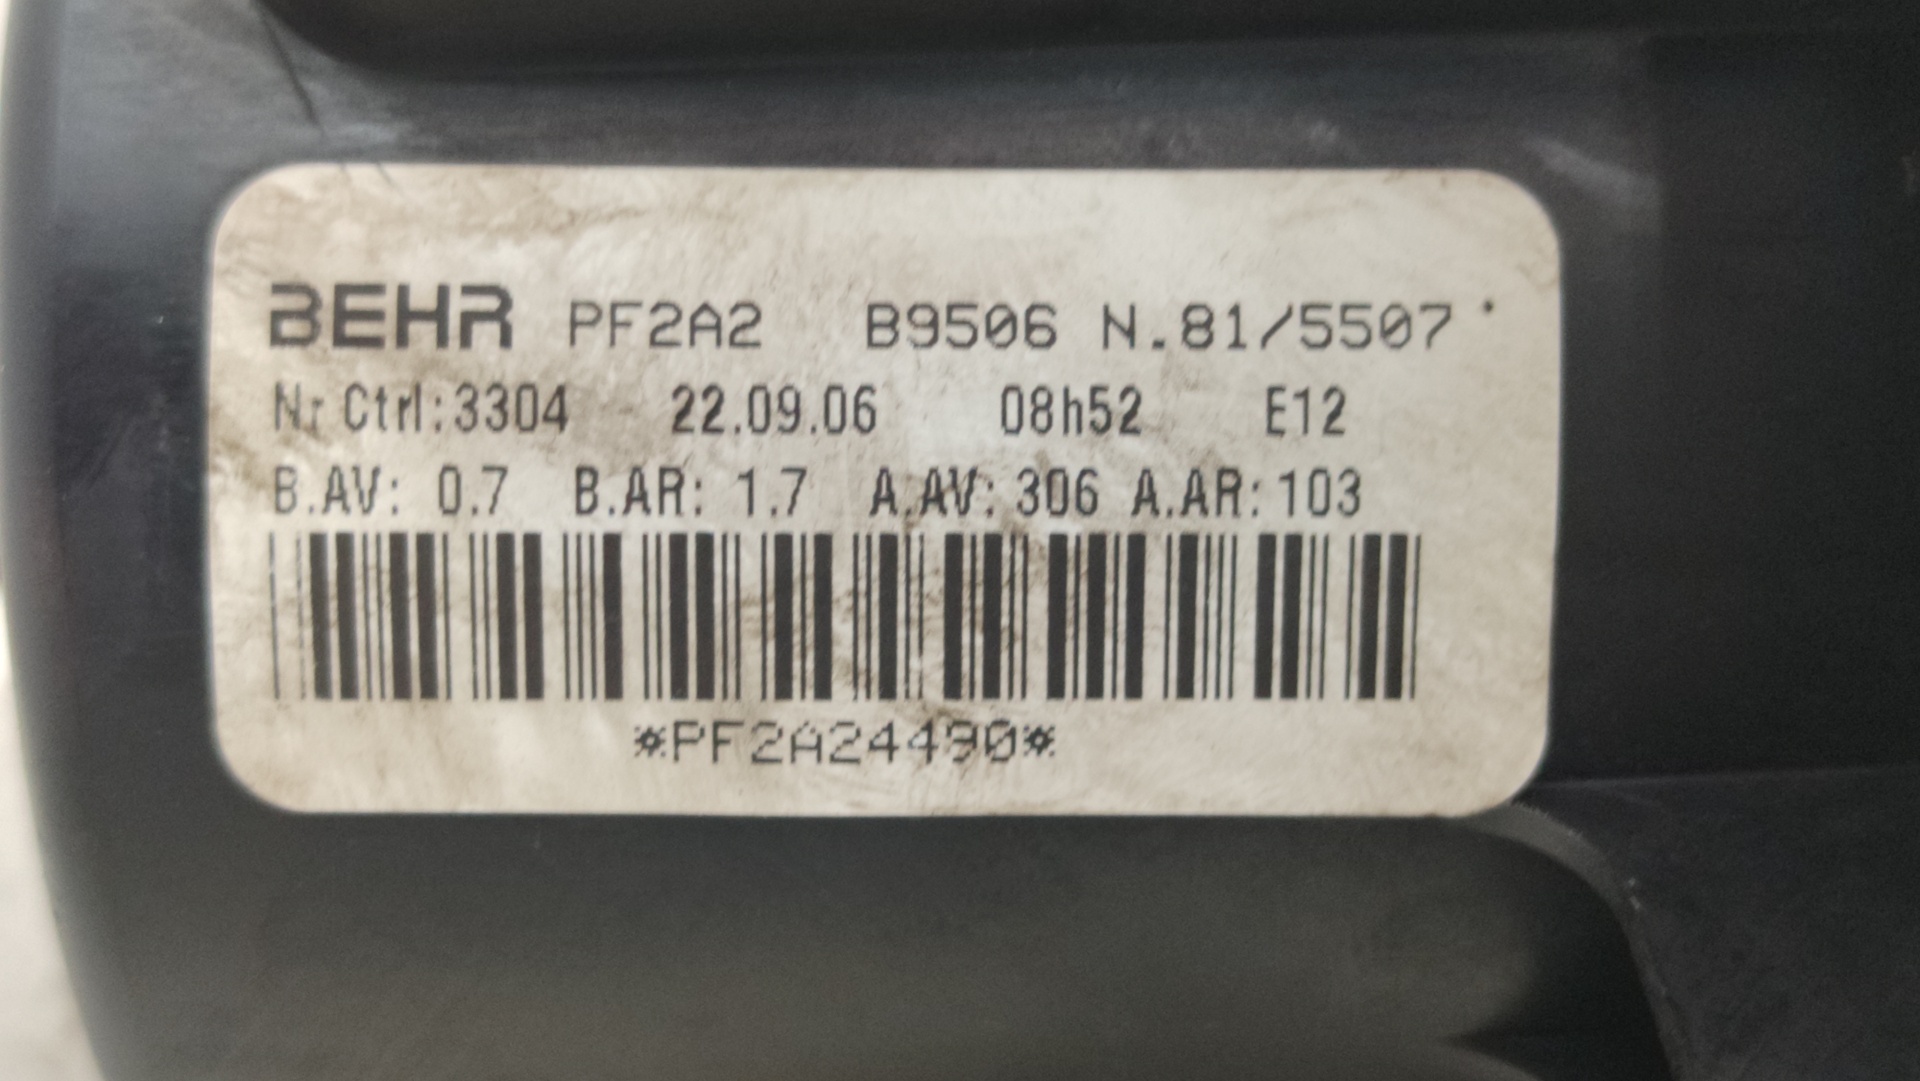 BEHR PF2A2 B9506 N.81/5507
Nr Ctrl:3304 22.09.06 08h52 E12
B.AV: 0.7 B.AR: 1.7 A.AV: 306 A.AR: 103
*PF2A24490*